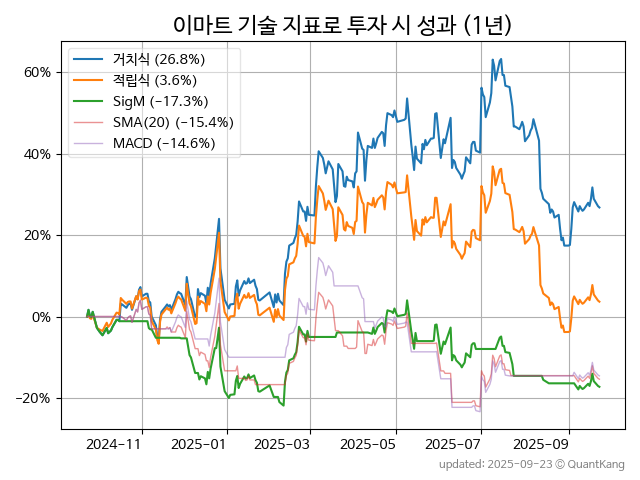 이마트 기술 지표로 투자 시 성과 (1년)
거치식 (26.8%)
적립식 (3.6%)
SigM (−17.3%)
SMA(20) (−15.4%)
MACD (−14.6%)
60%
40%
20%
0%
−20%
2024-11 2025-01 2025-03 2025-05 2025-07 2025-09
updated: 2025-09-23 ⓒ QuantKang